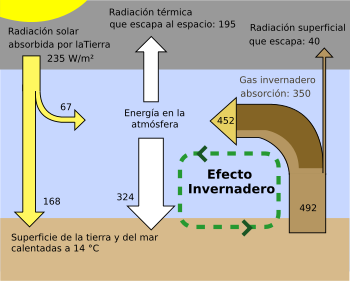 Radiación térmica
que escapa al espacio: 195
Radiación solar
absorbida por laTierra
235 W/m²
Radiación superficial
que escapa: 40
Gas invernadero
absorción: 350
67
Energía en la
atmósfera
452
Efecto
Invernadero
168
324
492
Superficie de la tierra y del mar
calentadas a 14 °C